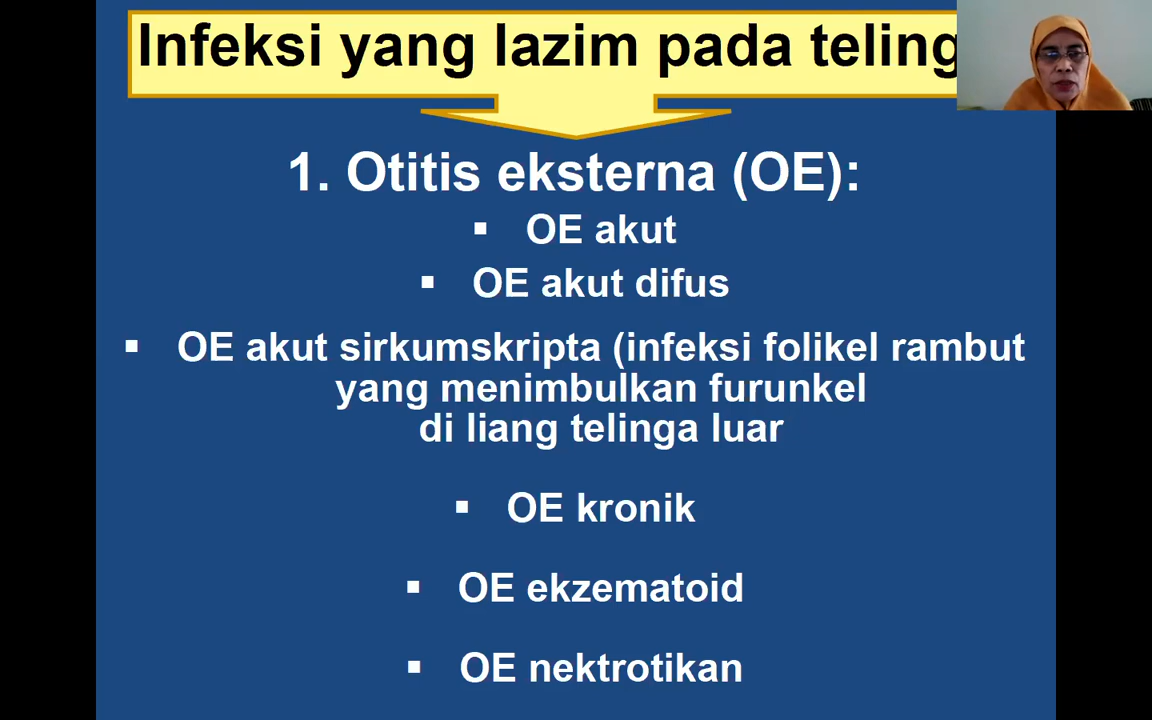 Infeksi yang lazim pada teling
1. Otitis eksterna (OE):
▪ OE akut
▪ OE akut difus
▪ OE akut sirkumskripta (infeksi folikel rambut
yang menimbulkan furunkel
di liang telinga luar
▪ OE kronik
▪ OE ekzematoid
▪ OE nektrotikan